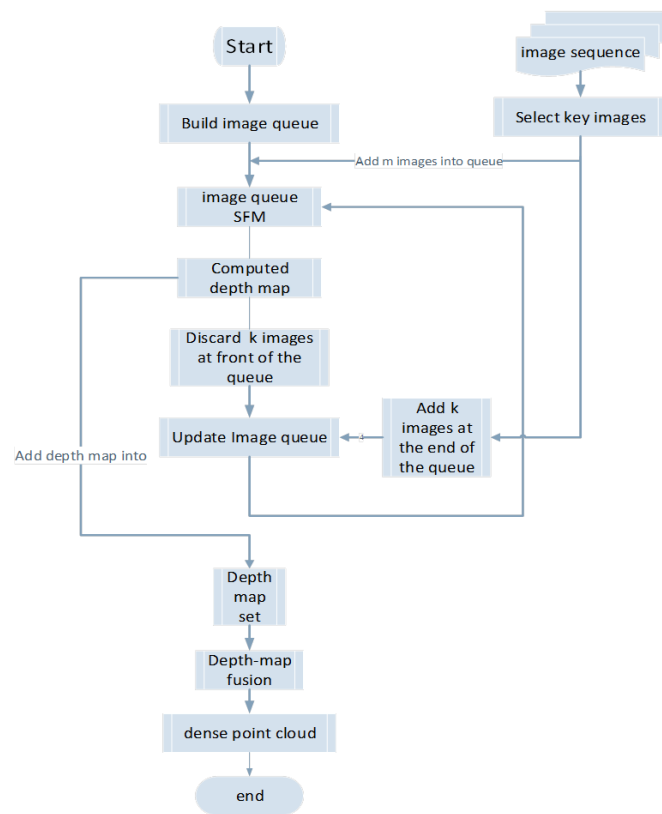 Start
image sequence
Build image queue
Select key images
Add m images into queue
image queue
SFM
Computed
depth map
Discard k images
at front of the
queue
Add k
images at
the end of
the queue
Update Image queue
Add depth map into
Depth
map
set
Depth-map
fusion
dense point cloud
end